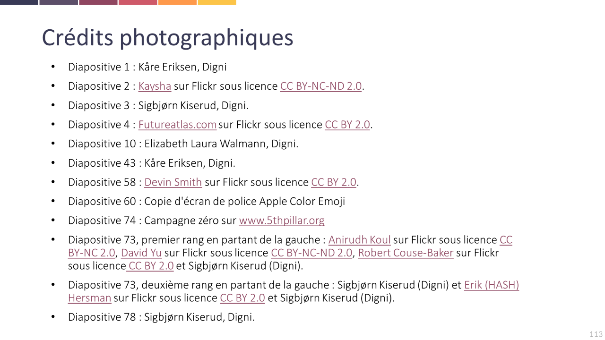 Crédits photographiques
• Diapositive 1 : Kåre Eriksen, Digni
• Diapositive 2 : Kaysha sur Flickr sous licence CC BY-NC-ND 2.0.
• Diapositive 3 : Sigbjørn Kiserud, Digni.
• Diapositive 4 : Futureatlas.com sur Flickr sous licence CC BY 2.0.
• Diapositive 10 : Elizabeth Laura Walmann, Digni.
• Diapositive 43 : Kåre Eriksen, Digni.
• Diapositive 58 : Devin Smith sur Flickr sous licence CC BY 2.0.
• Diapositive 60 : Copie d'écran de police Apple Color Emoji
• Diapositive 74 : Campagne zéro sur www.5thpillar.org
• Diapositive 73, premier rang en partant de la gauche : Anirudh Koul sur Flickr sous licence CC
BY-NC 2.0, David Yu sur Flickr sous licence CC BY-NC-ND 2.0, Robert Couse-Baker sur Flickr
sous licence CC BY 2.0 et Sigbjørn Kiserud (Digni).
• Diapositive 73, deuxième rang en partant de la gauche : Sigbjørn Kiserud (Digni) et Erik (HASH)
Hersman sur Flickr sous licence CC BY 2.0 et Sigbjørn Kiserud (Digni).
• Diapositive 78 : Sigbjørn Kiserud, Digni.
113